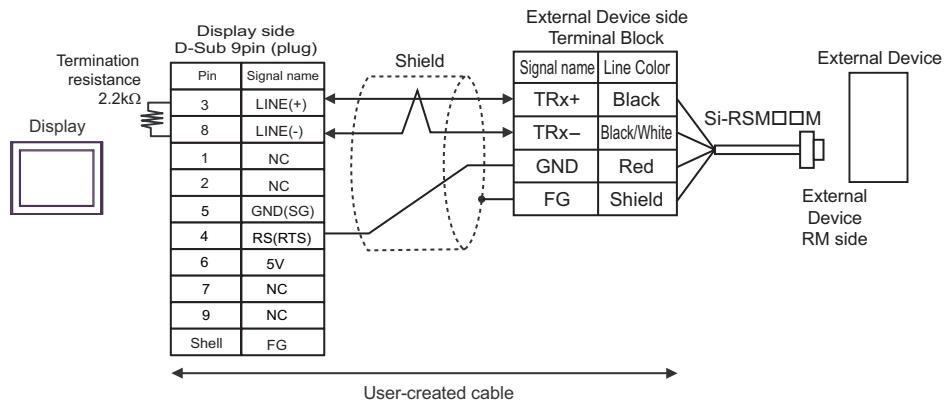 Display side
D-Sub 9pin (plug)
Termination
resistance
2.2kΩ
Display
Pin Signal name
3 LINE(+)
8 LINE(-)
1 NC
2 NC
5 GND(SG)
4 RS(RTS)
6 5V
7 NC
9 NC
Shell FG
Shield
External Device side
Terminal Block
Signal name Line Color
TRx+ Black
TRx– Black/White
GND Red
FG Shield
Si-RSM□□M
External Device
External
Device
RM side
User-created cable